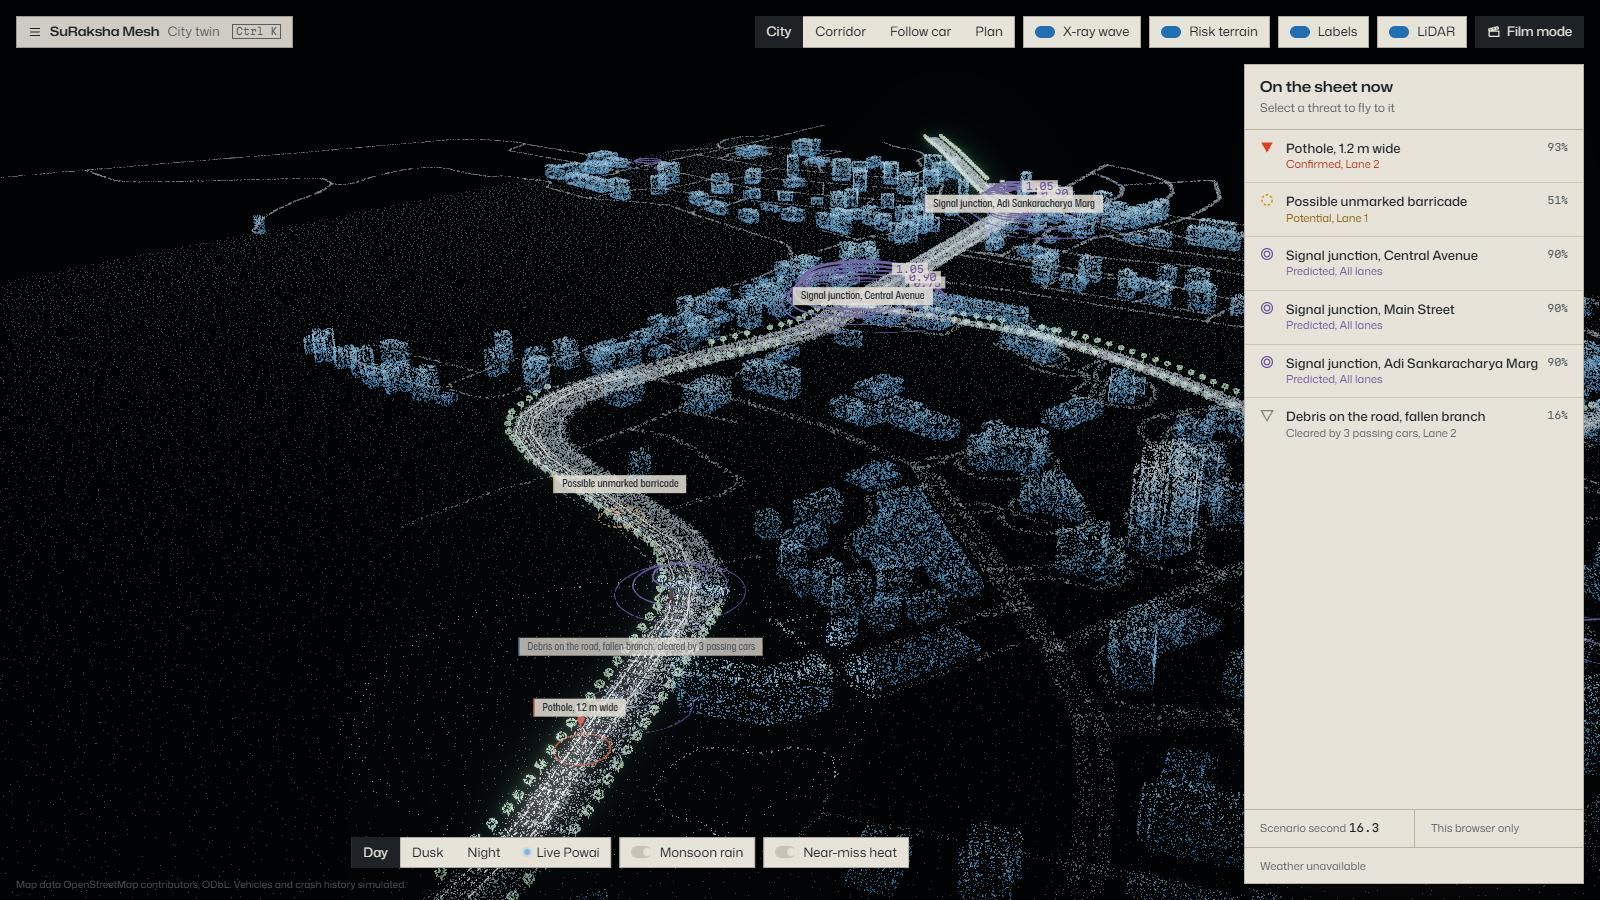 SuRaksha Mesh City twin Ctrl K
City Corridor Follow car Plan X-ray wave Risk terrain Labels LiDAR Film mode
On the sheet now
Select a threat to fly to it
Pothole, 1.2 m wide 93%
Confirmed, Lane 2
Possible unmarked barricade 51%
Potential, Lane 1
Signal junction, Central Avenue 90%
Predicted, All lanes
Signal junction, Main Street 90%
Predicted, All lanes
Signal junction, Adi Sankaracharya Marg 90%
Predicted, All lanes
Debris on the road, fallen branch 16%
Cleared by 3 passing cars, Lane 2
Scenario second 16.3 This browser only
Weather unavailable
1.05
Signal junction, Adi Sankaracharya Marg
1.05
0.90
Signal junction, Central Avenue
Possible unmarked barricade
Debris on the road, fallen branch, cleared by 3 passing cars
Pothole, 1.2 m wide
Day Dusk Night Live Powai Monsoon rain Near-miss heat
Map data OpenStreetMap contributors, ODbL. Vehicles and crash history simulated.